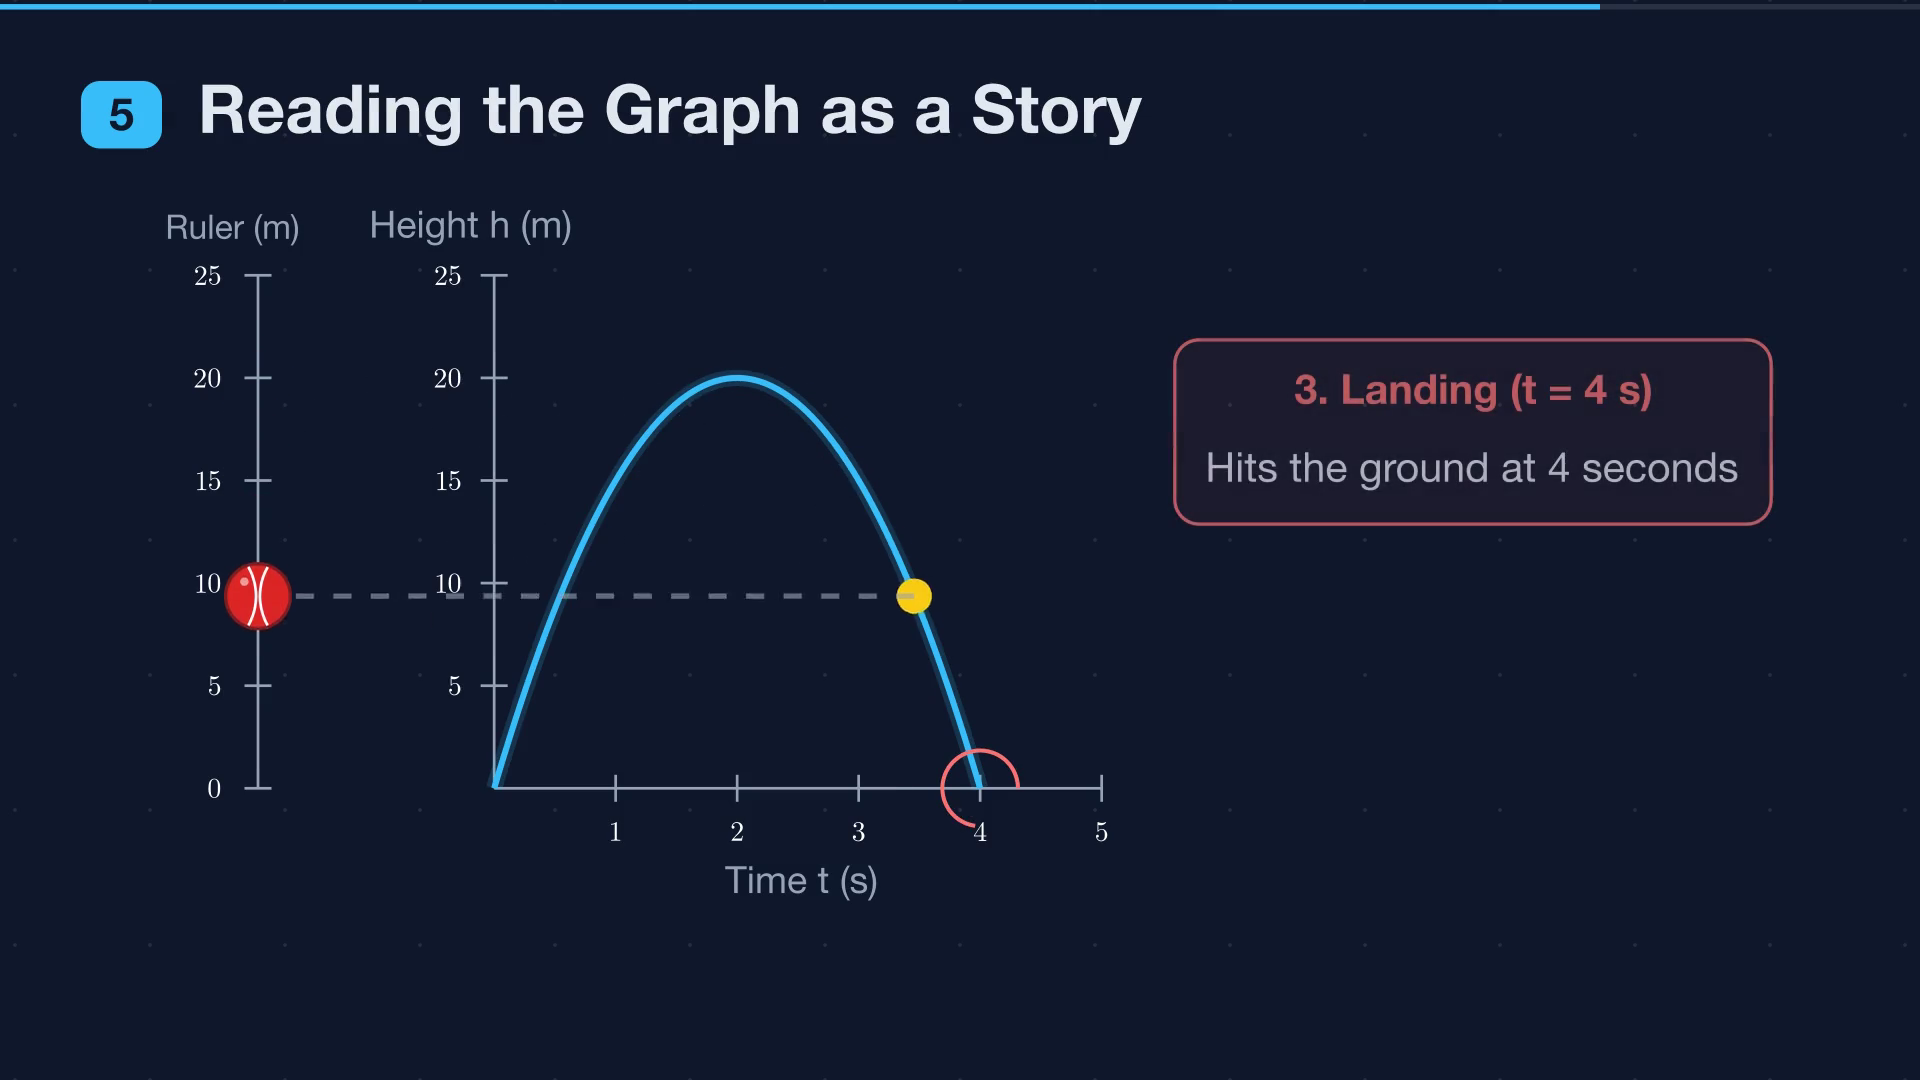 5 Reading the Graph as a Story
Ruler (m)
Height h (m)
25
20
15
10
5
0
25
20
15
10
5
1 2 3 4 5
Time t (s)
3. Landing (t = 4 s)
Hits the ground at 4 seconds